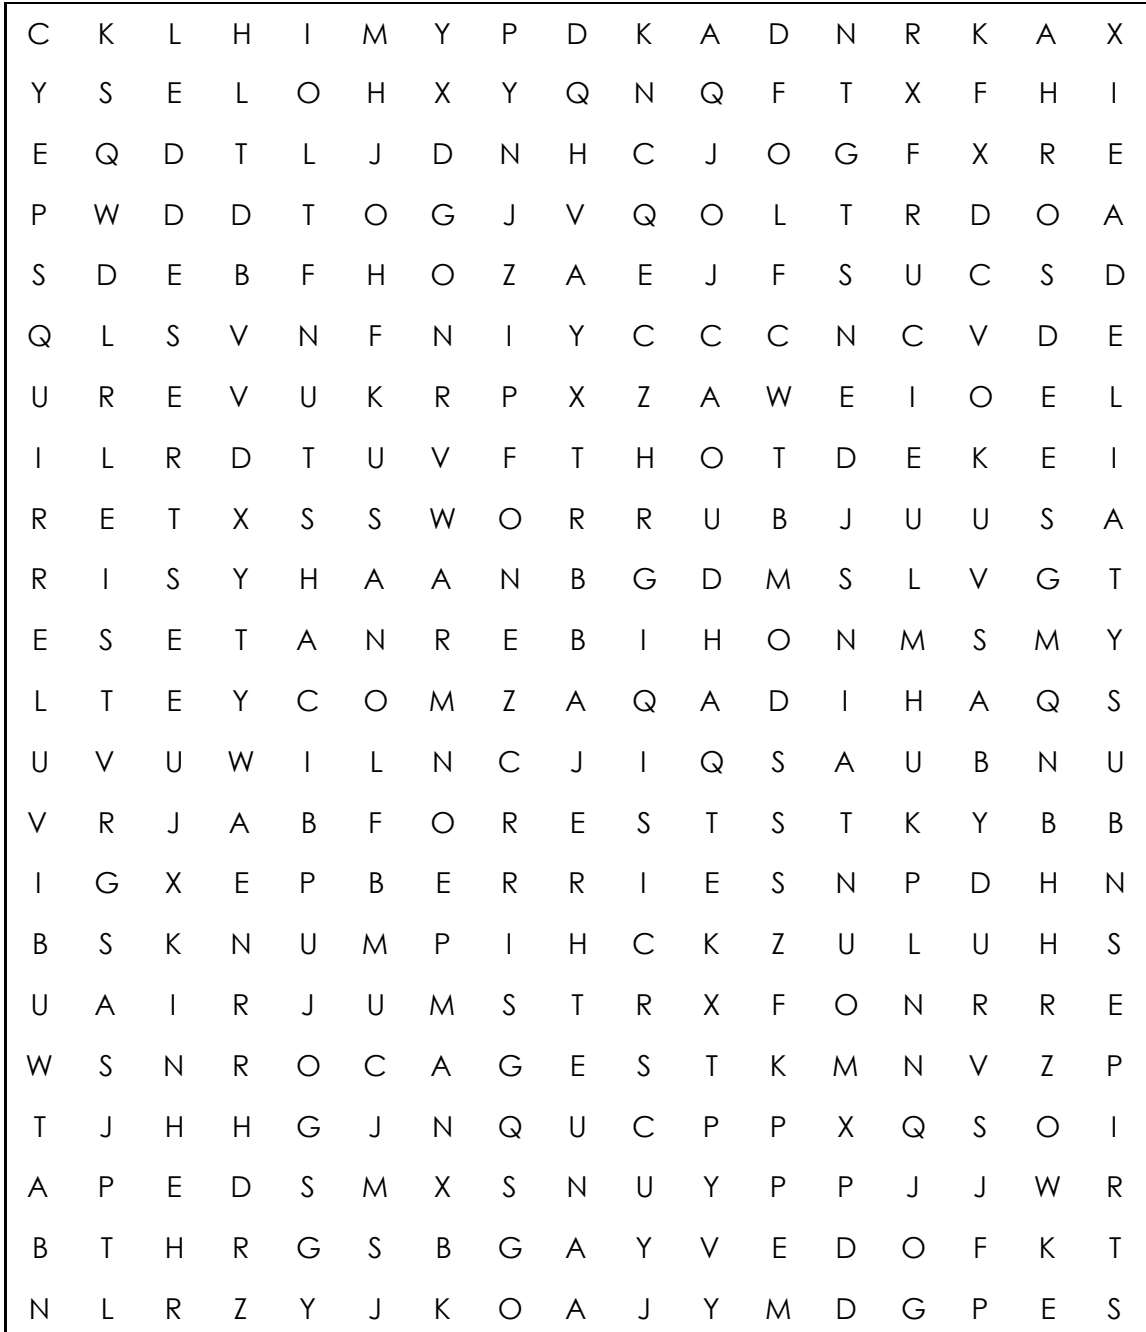 C K L H I M Y P D K A D N R K A X
Y S E L O H X Y Q N Q F T X F H I
E Q D T L J D N H C J O G F X R E
P W D D T O G J V Q O L T R D O A
S D E B F H O Z A E J F S U C S D
Q L S V N F N I Y C C C N C V D E
U R E V U K R P X Z A W E I O E L
I L R D T U V F T H O T D E K E I
R E T X S S W O R R U B J U U S A
R I S Y H A A N B G D M S L V G T
E S E T A N R E B I H O N M S M Y
L T E Y C O M Z A Q A D I H A Q S
U V U W I L N C J I Q S A U B N U
V R J A B F O R E S T S T K Y B B
I G X E P B E R R I E S N P D H N
B S K N U M P I H C K Z U L U H S
U A I R J U M S T R X F O N R R E
W S N R O C A G E S T K M N V Z P
T J H H G J N Q U C P P X Q S O I
A P E D S M X S N U Y P P J J W R
B T H R G S B G A Y V E D O F K T
N L R Z Y J K O A J Y M D G P E S